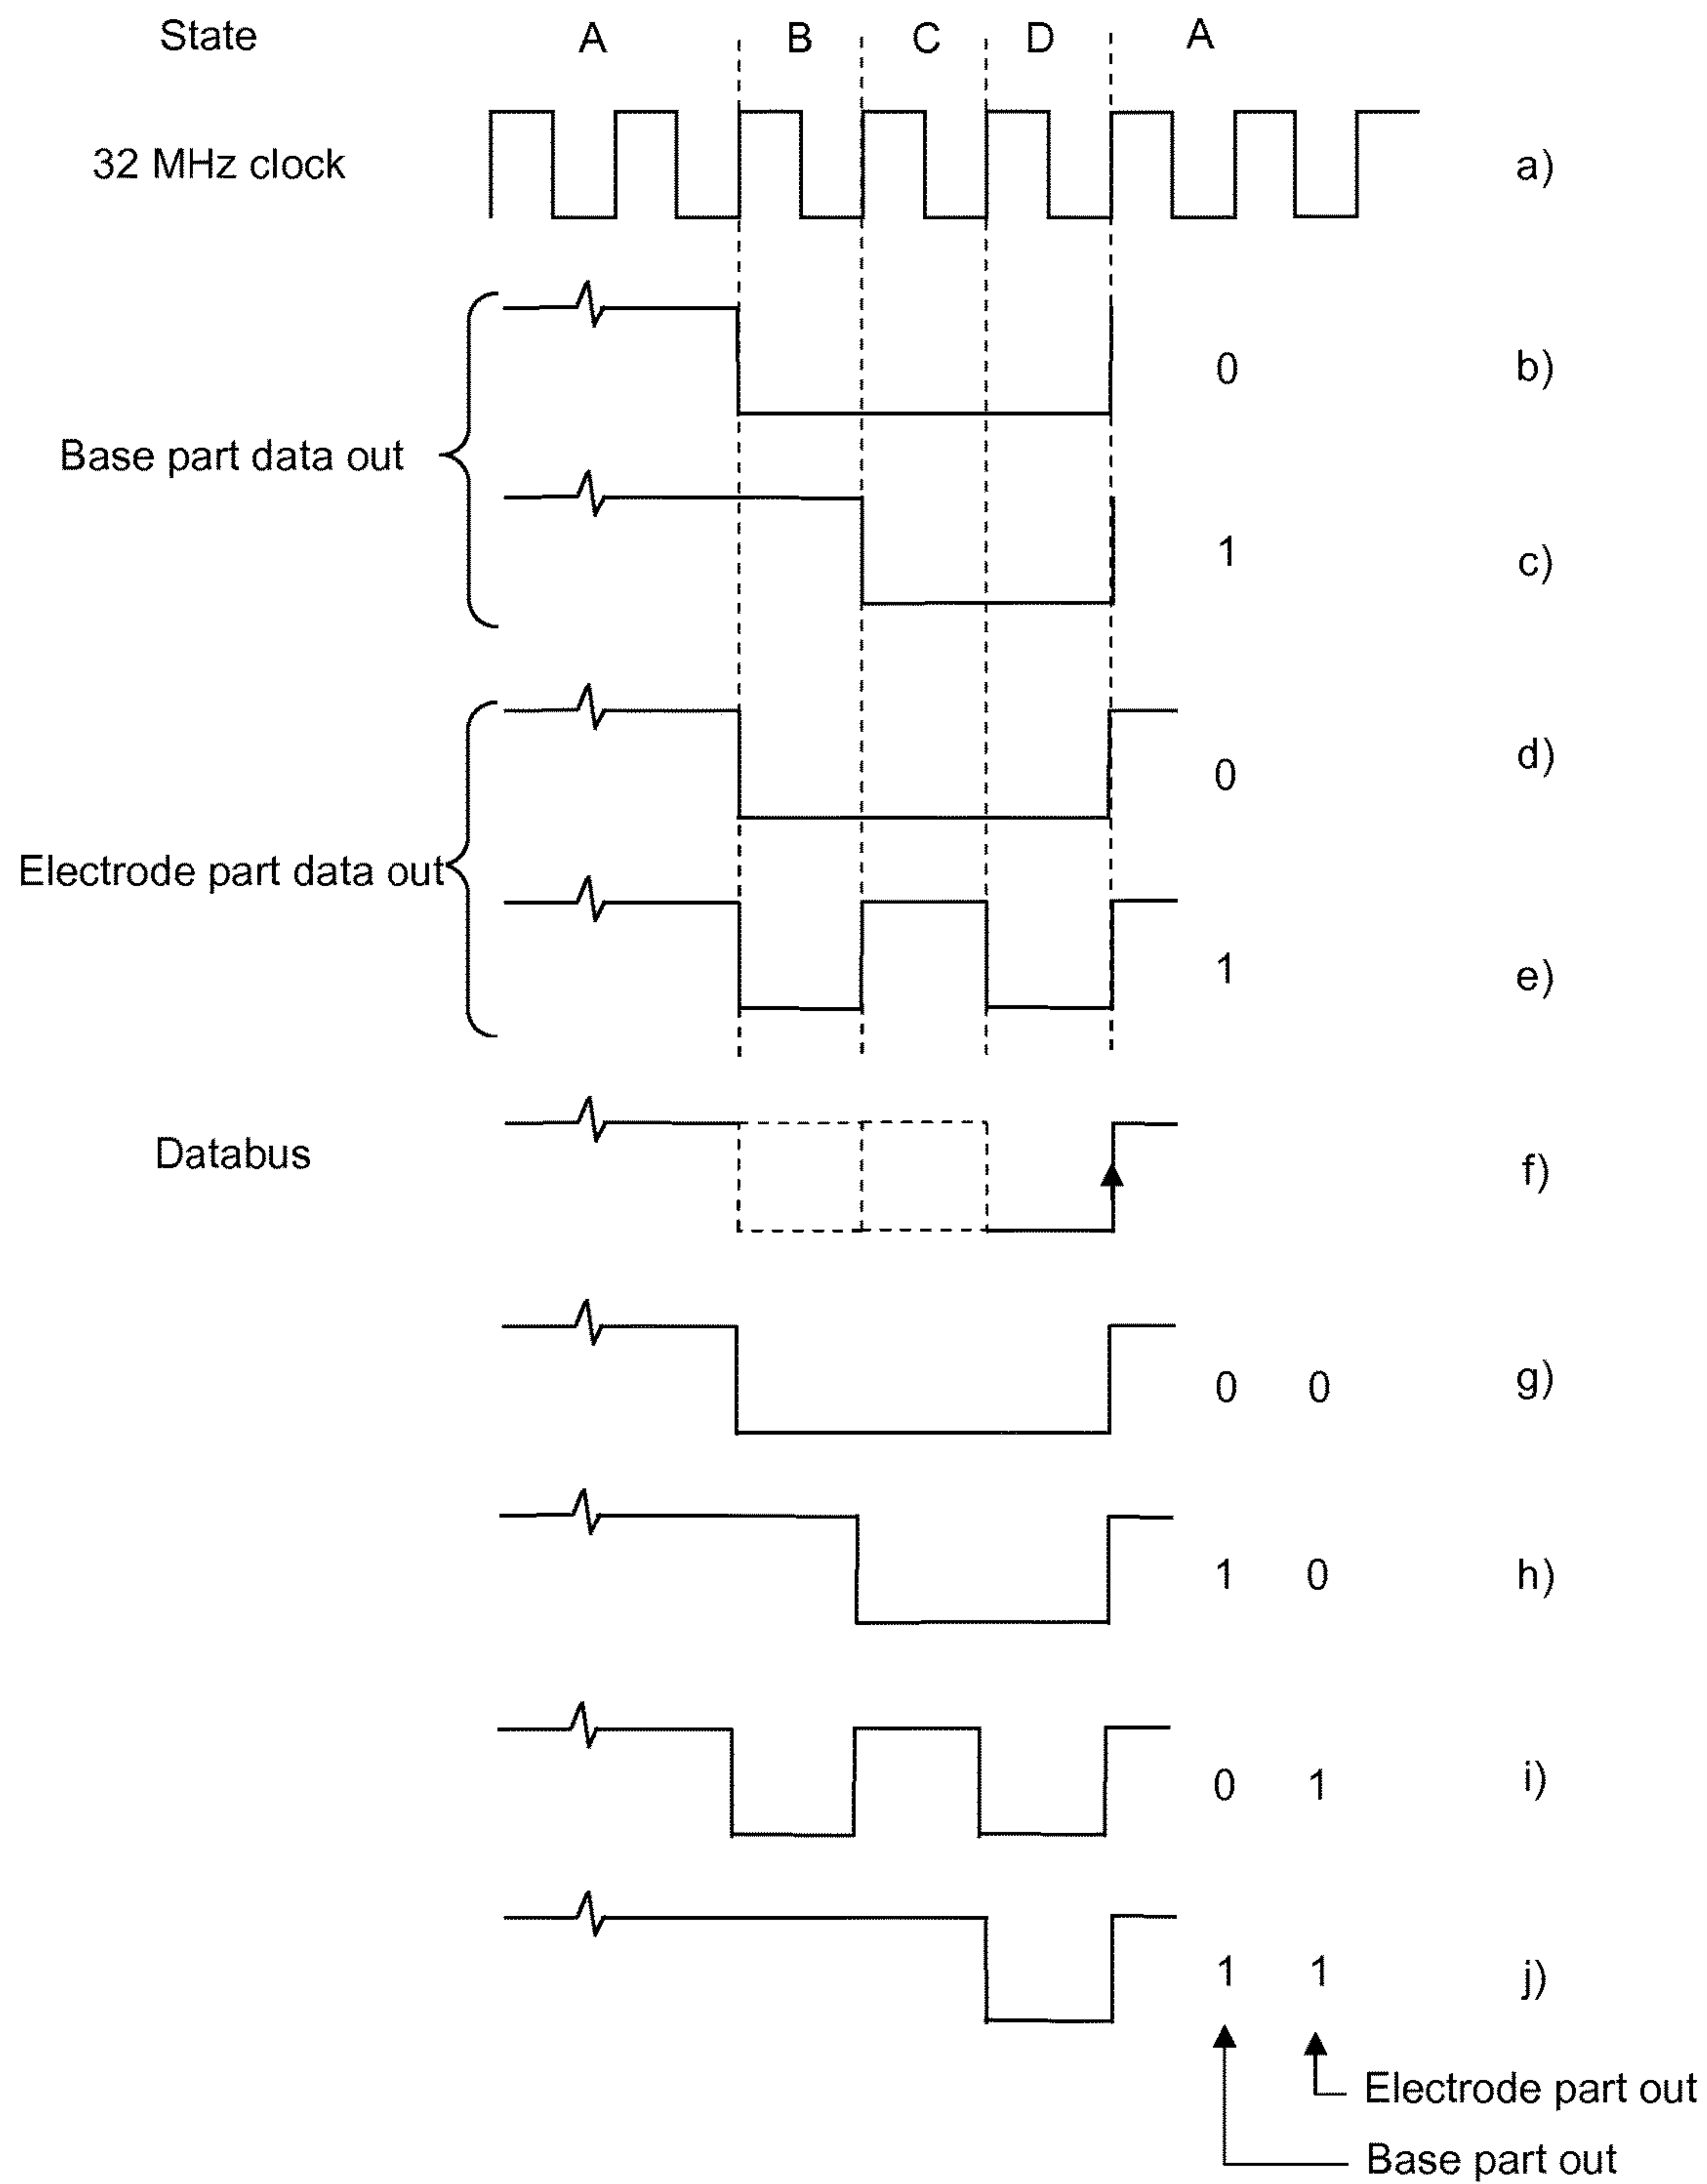 State A B C D A
32 MHz clock a)
0 b)
Base part data out
1 c)
0 d)
Electrode part data out
1 e)
Databus f)
0 0 g)
1 0 h)
0 1 i)
1 1 j)
Electrode part out
Base part out